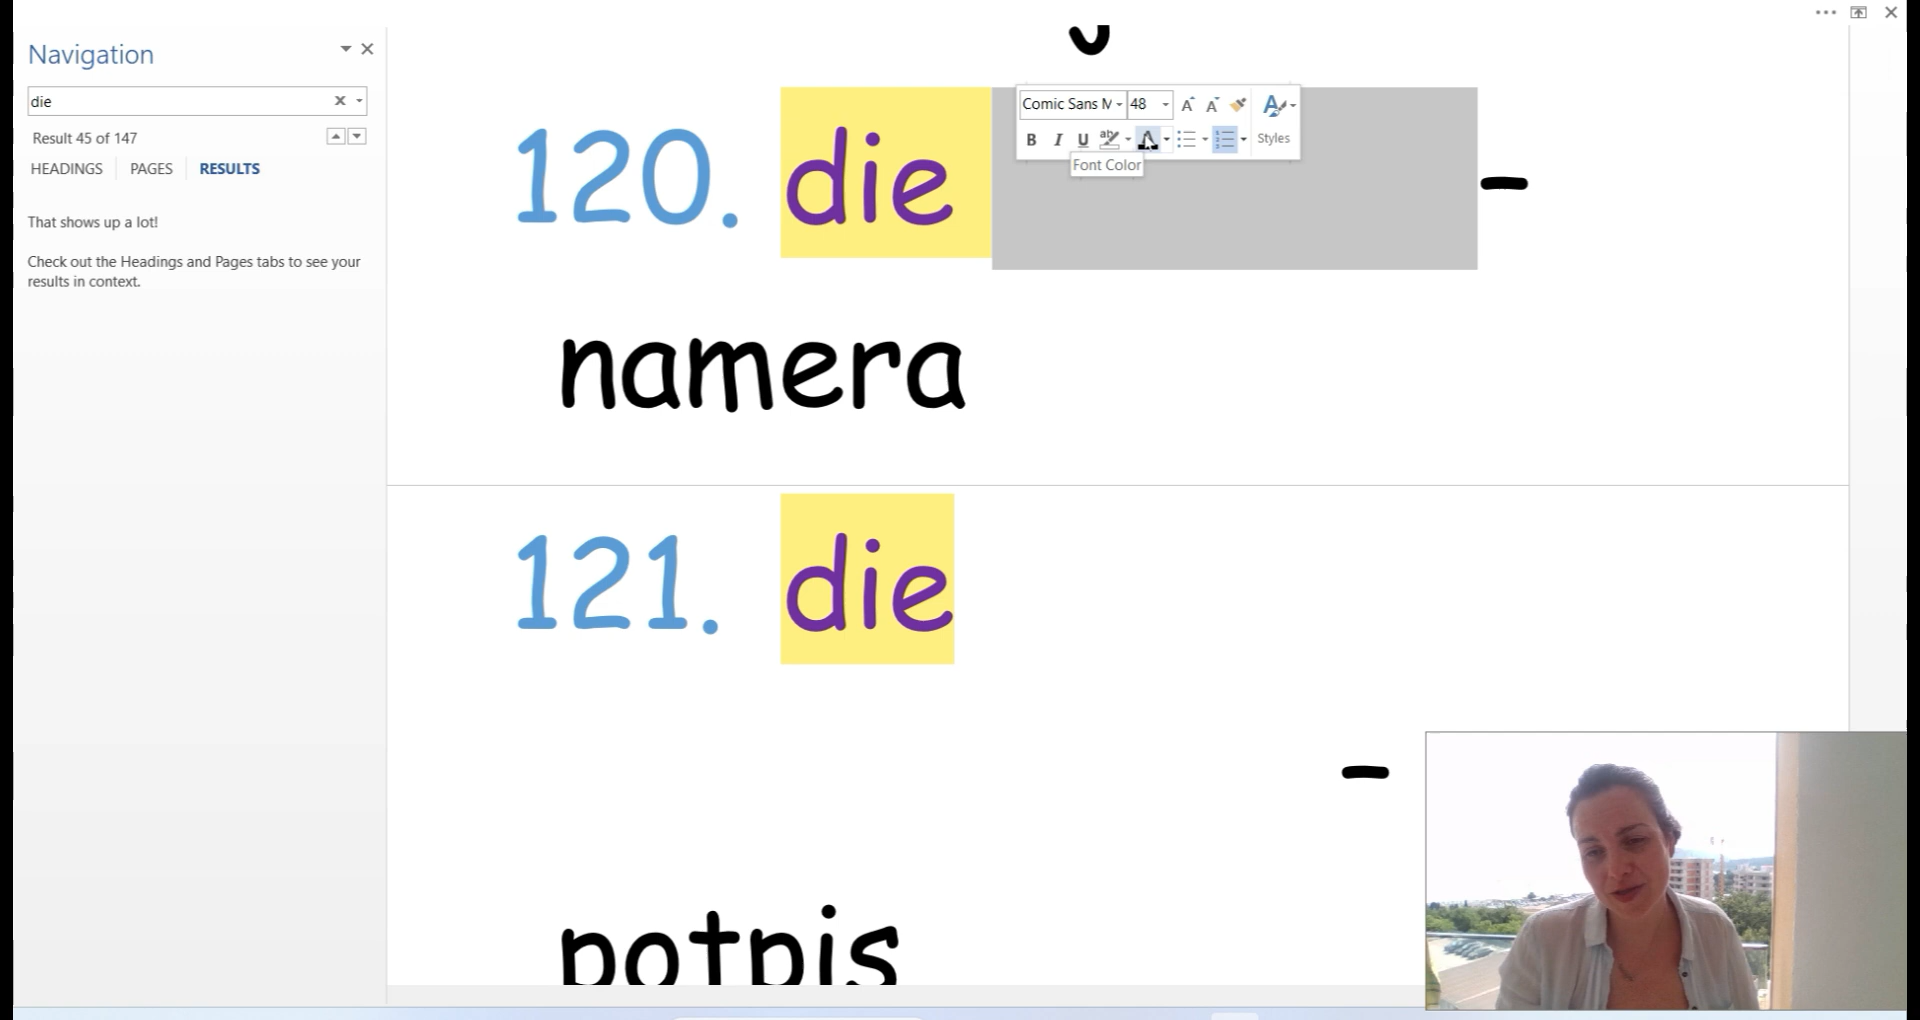 Navigation
die
Result 45 of 147
HEADINGS PAGES RESULTS
That shows up a lot!
Check out the Headings and Pages tabs to see your
results in context.
Comic Sans M 48
B I U aby A Styles
Font Color
120. die -
namera
121. die
-
potpis